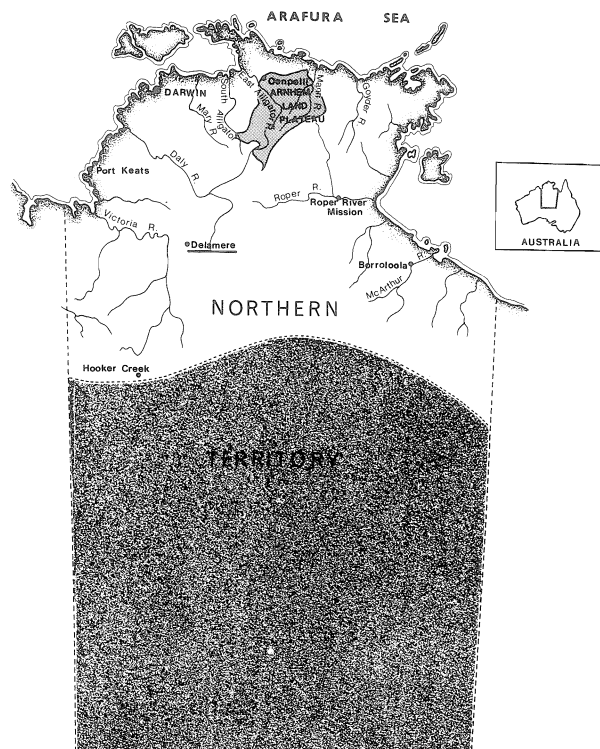 ARAFURA SEA
Oenpelli
ARNHEM
LAND
PLATEAU
DARWIN
East Alligator R.
South Alligator
Mary R.
Mann R.
Goyder R.
Daly R.
Port Keats
Roper R.
Roper River
Mission
Victoria R.
Delamere
Borroloola
McArthur R.
AUSTRALIA
NORTHERN
Hooker Creek
TERRITORY